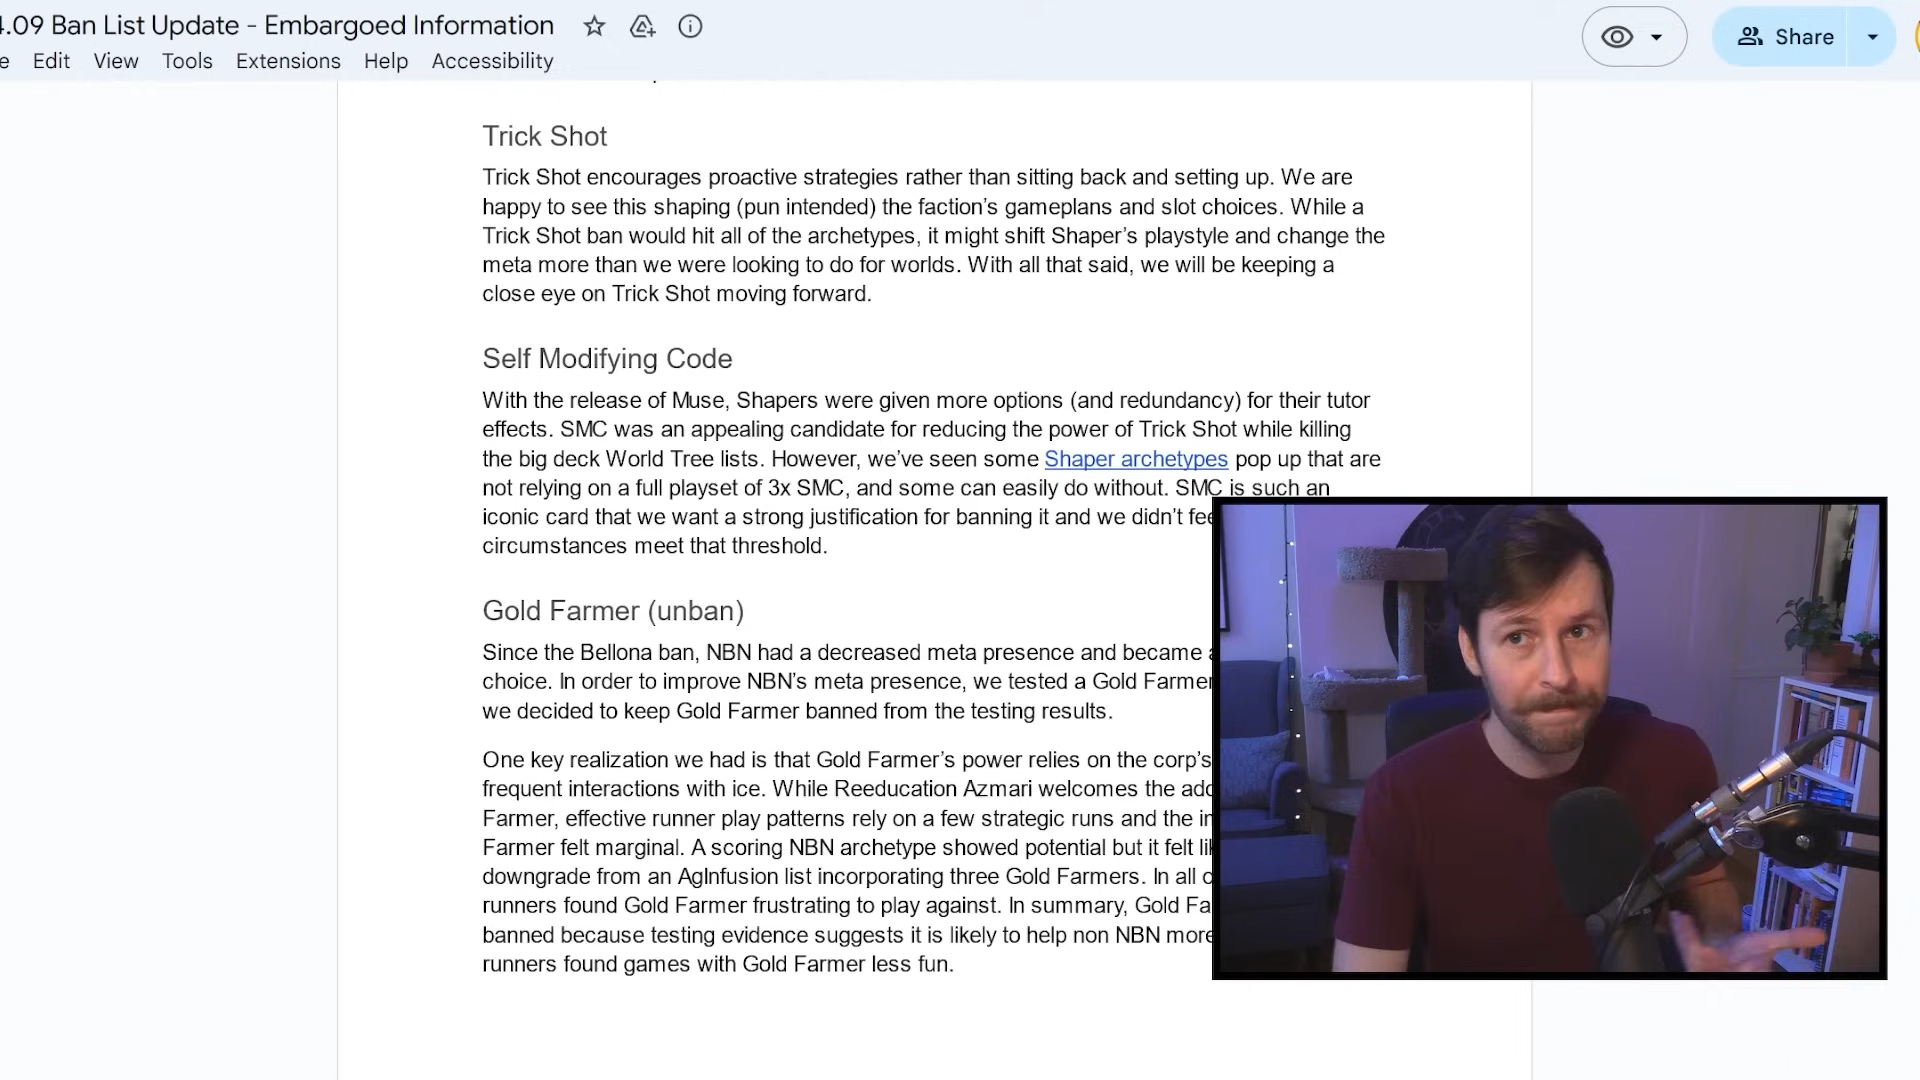 4.09 Ban List Update - Embargoed Information
Edit View Tools Extensions Help Accessibility
Share
Trick Shot
Trick Shot encourages proactive strategies rather than sitting back and setting up. We are
happy to see this shaping (pun intended) the faction’s gameplans and slot choices. While a
Trick Shot ban would hit all of the archetypes, it might shift Shaper’s playstyle and change the
meta more than we were looking to do for worlds. With all that said, we will be keeping a
close eye on Trick Shot moving forward.
Self Modifying Code
With the release of Muse, Shapers were given more options (and redundancy) for their tutor
effects. SMC was an appealing candidate for reducing the power of Trick Shot while killing
the big deck World Tree lists. However, we’ve seen some Shaper archetypes pop up that are
not relying on a full playset of 3x SMC, and some can easily do without. SMC is such an
iconic card that we want a strong justification for banning it and we didn’t
circumstances meet that threshold.
Gold Farmer (unban)
Since the Bellona ban, NBN had a decreased meta presence and became
choice. In order to improve NBN’s meta presence, we tested a Gold Farmer
we decided to keep Gold Farmer banned from the testing results.
One key realization we had is that Gold Farmer’s power relies on the corp’s
frequent interactions with ice. While Reeducation Azmari welcomes the
Farmer, effective runner play patterns rely on a few strategic runs and the
Farmer felt marginal. A scoring NBN archetype showed potential but it felt
downgrade from an AgInfusion list incorporating three Gold Farmers. In all
runners found Gold Farmer frustrating to play against. In summary, Gold
banned because testing evidence suggests it is likely to help non NBN more
runners found games with Gold Farmer less fun.